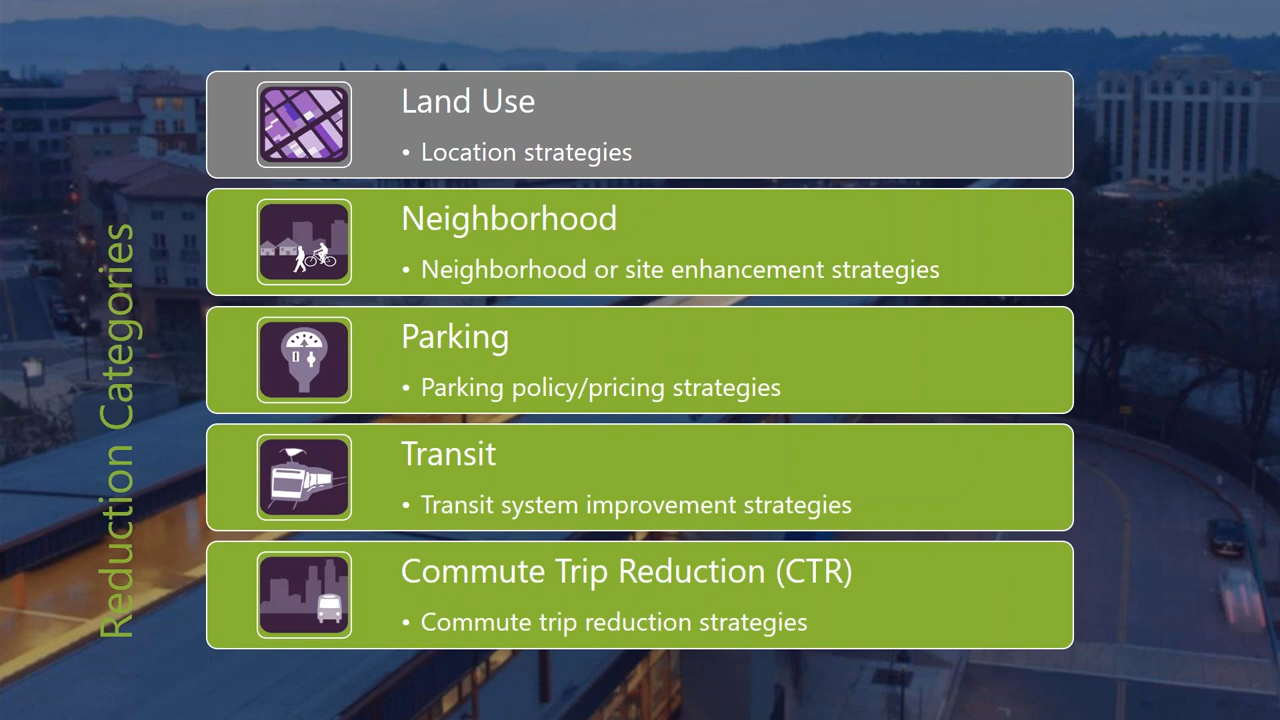 Reduction Categories
Land Use
• Location strategies
Neighborhood
• Neighborhood or site enhancement strategies
Parking
• Parking policy/pricing strategies
Transit
• Transit system improvement strategies
Commute Trip Reduction (CTR)
• Commute trip reduction strategies